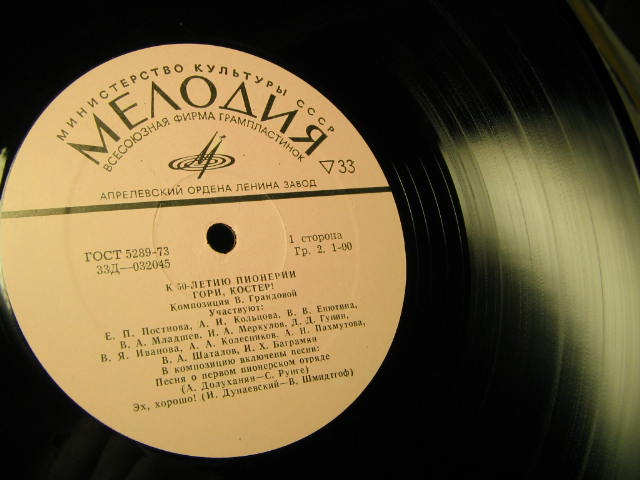 МИНИСТЕРСТВО КУЛЬТУРЫ СССР
МЕЛОДИЯ
ВСЕСОЮЗНАЯ ФИРМА ГРАМПЛАСТИНОК
▽33
АПРЕЛЕВСКИЙ ОРДЕНА ЛЕНИНА ЗАВОД
ГОСТ 5289-73
33Д—032045
1 сторона
Гр. 2. 1-00
К 50-ЛЕТИЮ ПИОНЕРИИ
ГОРИ, КОСТЕР!
Композиция В. Грандовой
Участвуют:
Е. П. Постнова, А. И. Кольцова, В. В. Енютина,
В. А. Младшев, И. А. Меркулов, Д. Д. Гунин,
В. Я. Иванова, А. А. Колесников, А. Н. Пахмутова,
В. А. Шаталов, И. Х. Баграмян
В композицию включены песни:
Песня о первом пионерском отряде
(А. Долуханян—С. Рунге)
Эх, хорошо! (И. Дунаевский—В. Шмидтгоф)